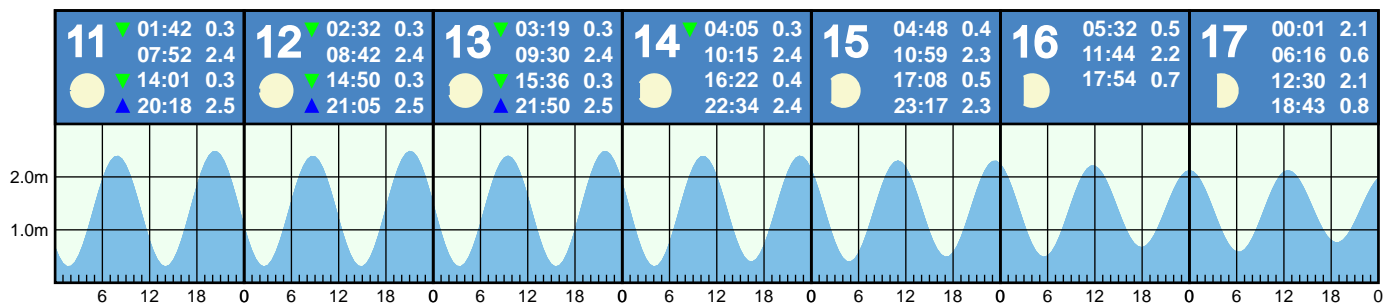 11 ▼ 01:42 0.3
07:52 2.4
▼ 14:01 0.3
▲ 20:18 2.5
12 ▼ 02:32 0.3
08:42 2.4
▼ 14:50 0.3
▲ 21:05 2.5
13 ▼ 03:19 0.3
09:30 2.4
▼ 15:36 0.3
▲ 21:50 2.5
14 ▼ 04:05 0.3
10:15 2.4
16:22 0.4
22:34 2.4
15 04:48 0.4
10:59 2.3
17:08 0.5
23:17 2.3
16 05:32 0.5
11:44 2.2
17:54 0.7
17 00:01 2.1
06:16 0.6
12:30 2.1
18:43 0.8
2.0m
1.0m
6 12 18 0 6 12 18 0 6 12 18 0 6 12 18 0 6 12 18 0 6 12 18 0 6 12 18 0